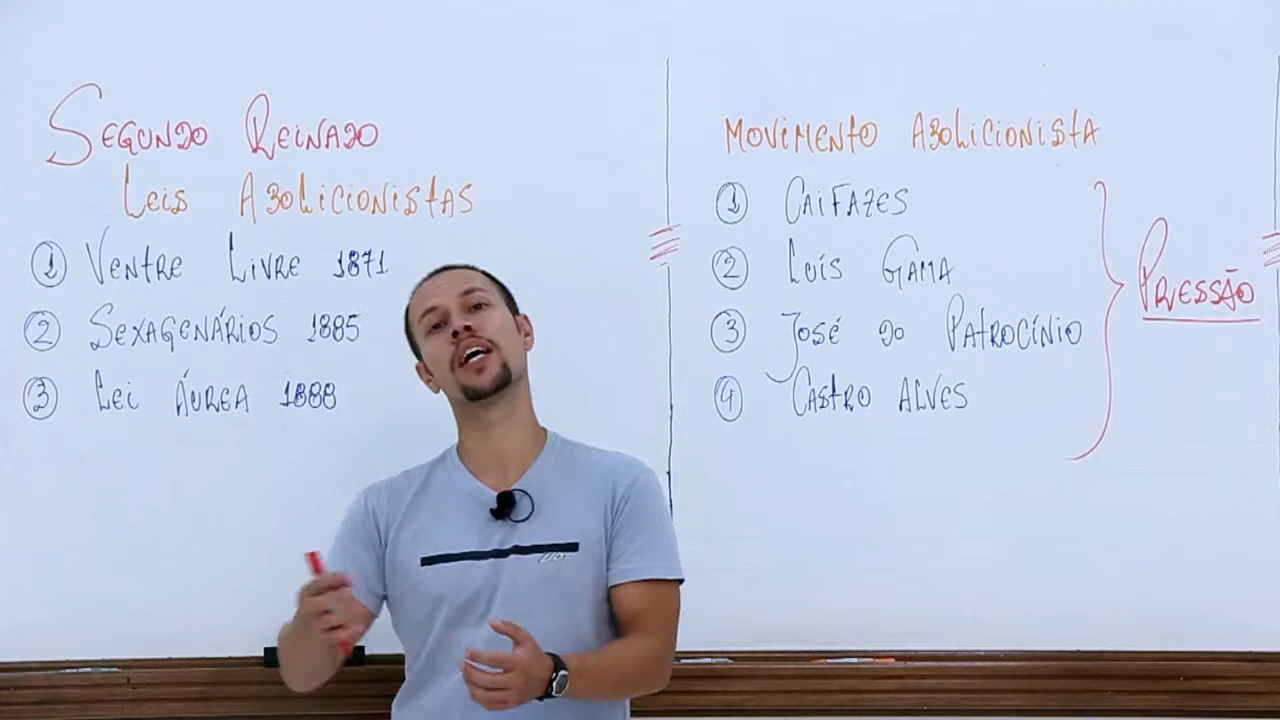 SEGUNDO REINADO
LEIS ABOLICIONISTAS
1 VENTRE LIVRE 1871
2 SEXAGENÁRIOS 1885
3 LEI ÁUREA 1888
MOVIMENTO ABOLICIONISTA
1 CAIFAZES
2 LUÍS GAMA
3 JOSÉ DO PATROCÍNIO
4 CASTRO ALVES
PRESSÃO